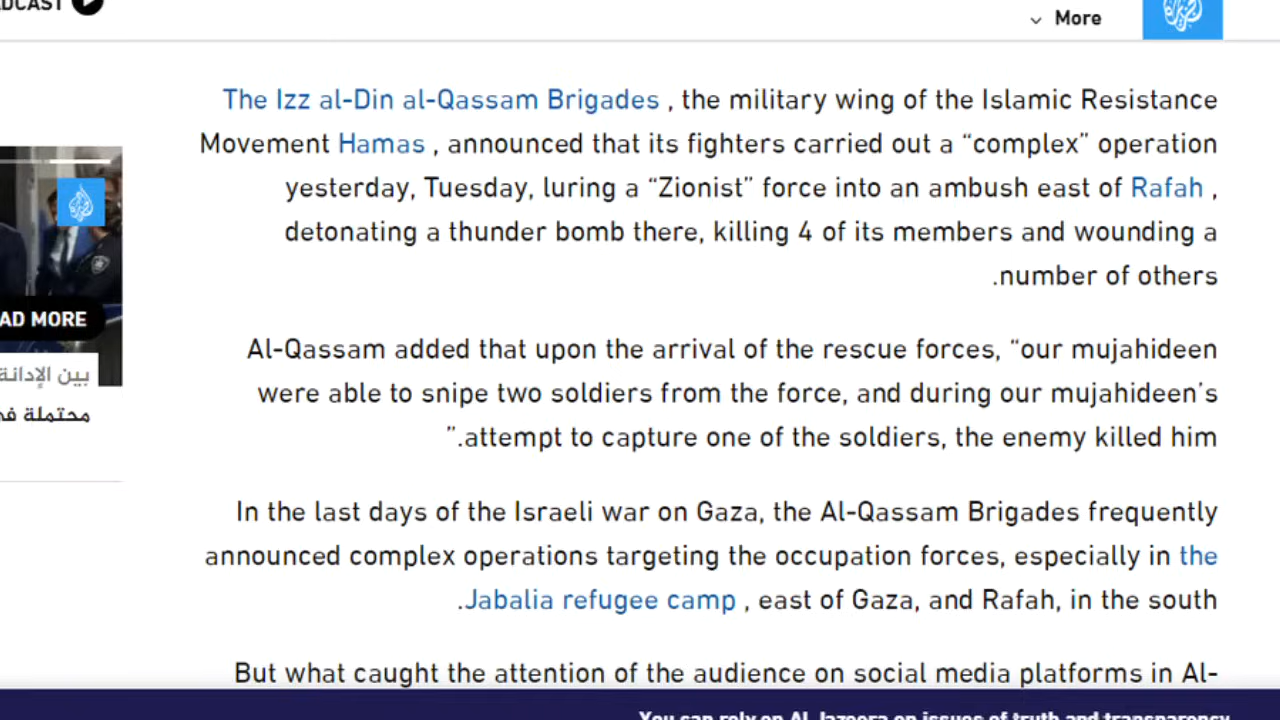 More
The Izz al-Din al-Qassam Brigades , the military wing of the Islamic Resistance
Movement Hamas , announced that its fighters carried out a “complex” operation
yesterday, Tuesday, luring a “Zionist” force into an ambush east of Rafah ,
detonating a thunder bomb there, killing 4 of its members and wounding a
.number of others
Al-Qassam added that upon the arrival of the rescue forces, “our mujahideen
were able to snipe two soldiers from the force, and during our mujahideen’s
”.attempt to capture one of the soldiers, the enemy killed him
In the last days of the Israeli war on Gaza, the Al-Qassam Brigades frequently
announced complex operations targeting the occupation forces, especially in the
.Jabalia refugee camp , east of Gaza, and Rafah, in the south
But what caught the attention of the audience on social media platforms in Al-
AD MORE
بين الإدانة
محتملة
You can rely on Al Jazeera on issues of truth and transparency